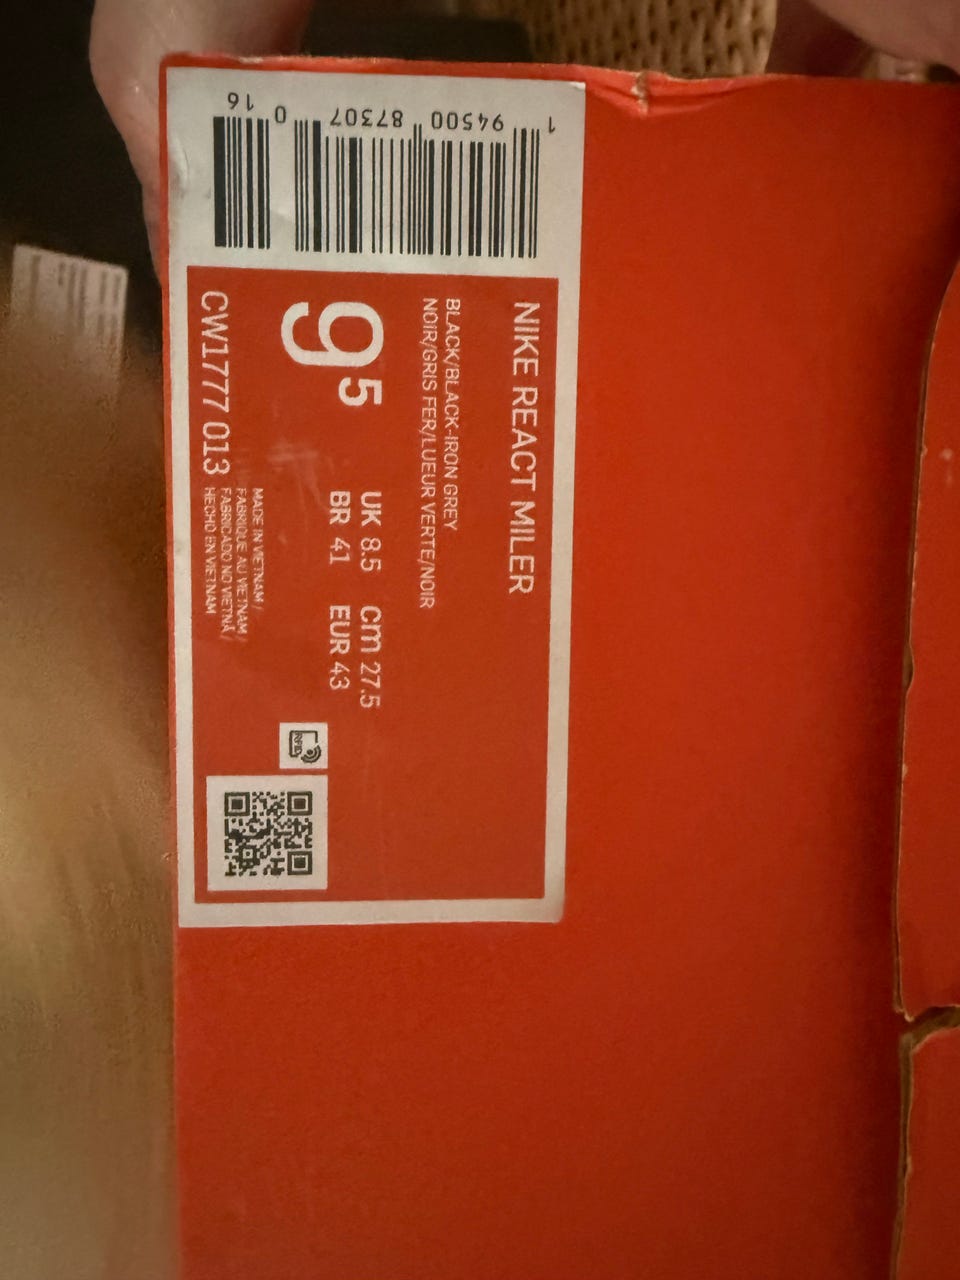 NIKE REACT MILER
BLACK/BLACK-IRON GREY
NOIR/GRIS FER/LUEUR VERTE/NOIR
9 5
UK 8.5 cm 27.5
BR 41 EUR 43
CW1777 013
MADE IN VIETNAM /
FABRIQUE AU VIETNAM /
FABRICADO NO VIETNÃ /
HECHO EN VIETNAM
RFID
1 94500 87307 0 16